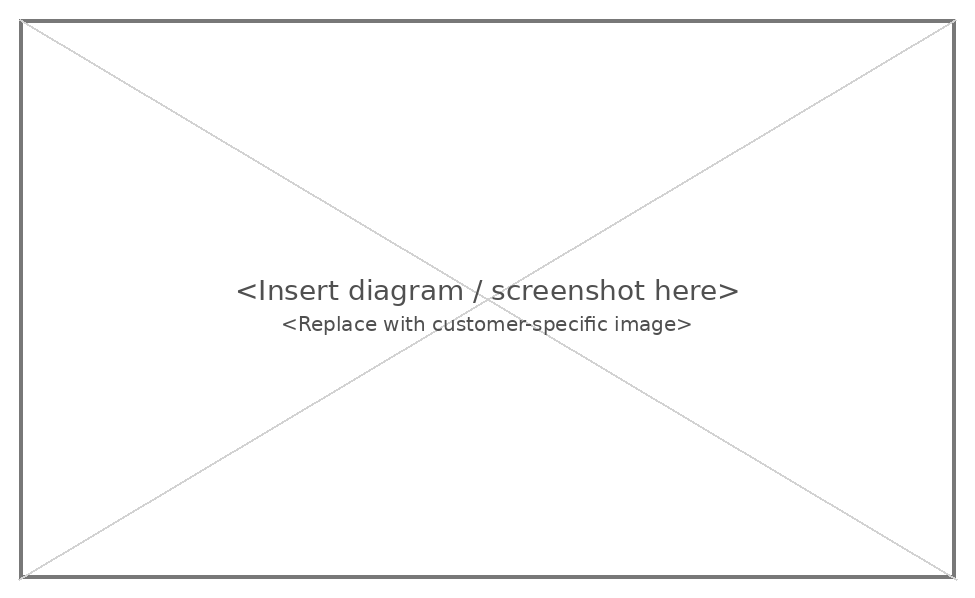 <Insert diagram / screenshot here>
<Replace with customer-specific image>